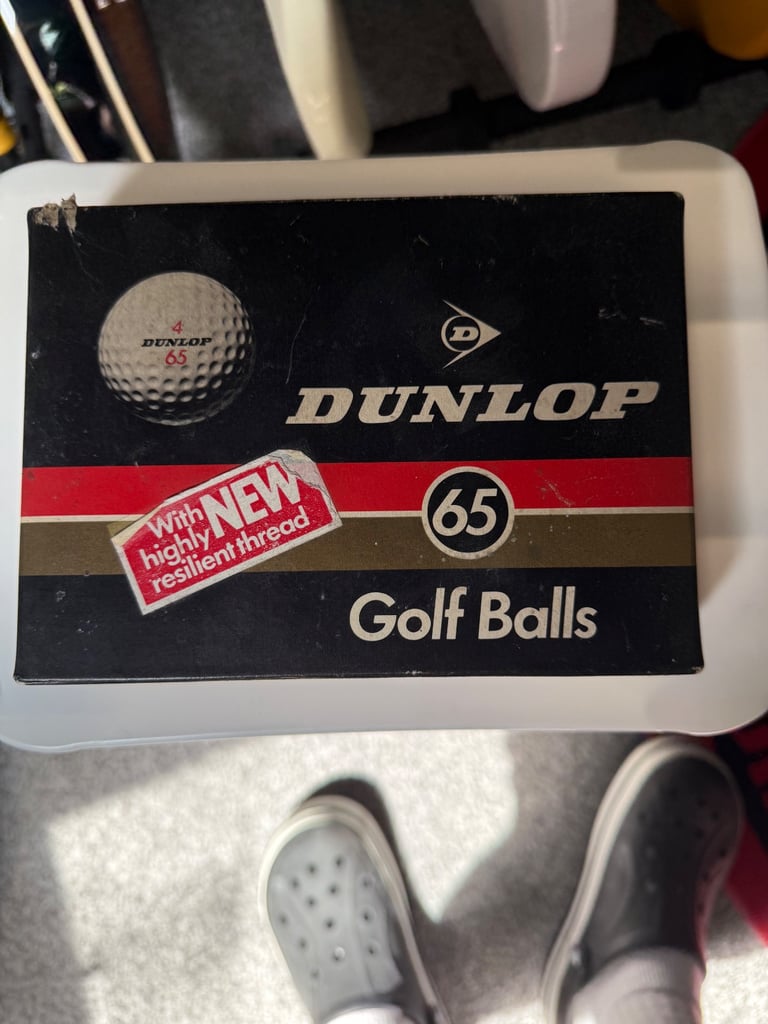 4
DUNLOP
65
D
DUNLOP
With NEW
highly
resilient thread
65
Golf Balls